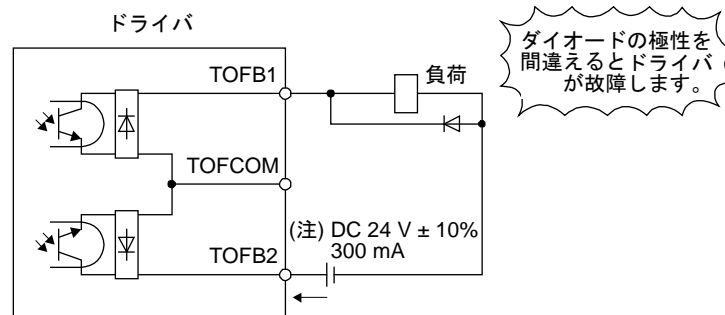 ドライバ
TOFB1
TOFCOM
TOFB2
負荷
(注) DC 24 V ± 10%
300 mA
ダイオードの極性を
間違えるとドライバ
が故障します。